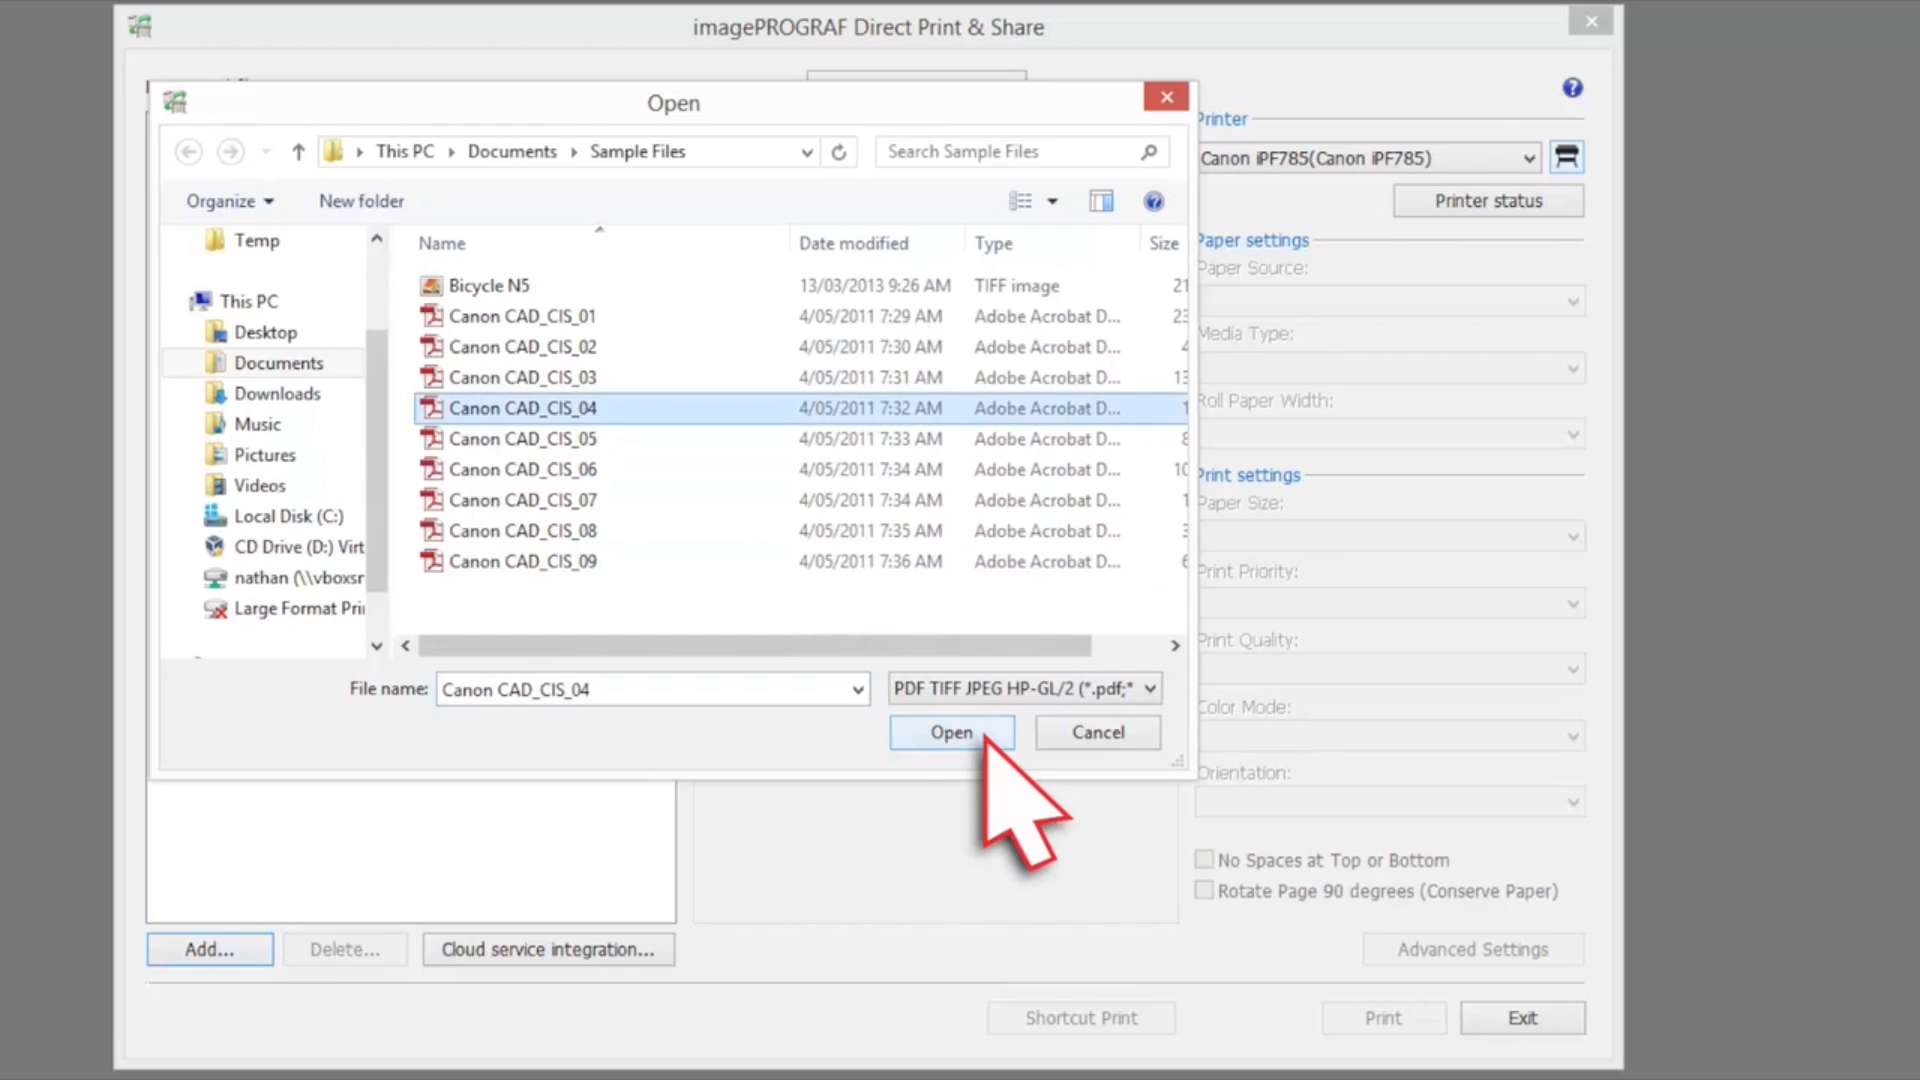 imagePROGRAF Direct Print & Share
Open
This PC Documents Sample Files
Search Sample Files
Organize
New folder
Temp
This PC
Desktop
Documents
Downloads
Music
Pictures
Videos
Local Disk (C:)
CD Drive (D:) Virt
nathan (\\vboxsr
Large Format Pri
Name Date modified Type Size
Bicycle N5 13/03/2013 9:26 AM TIFF image 21
Canon CAD_CIS_01 4/05/2011 7:29 AM Adobe Acrobat D... 23
Canon CAD_CIS_02 4/05/2011 7:30 AM Adobe Acrobat D... 4
Canon CAD_CIS_03 4/05/2011 7:31 AM Adobe Acrobat D... 13
Canon CAD_CIS_04 4/05/2011 7:32 AM Adobe Acrobat D... 1
Canon CAD_CIS_05 4/05/2011 7:33 AM Adobe Acrobat D... 8
Canon CAD_CIS_06 4/05/2011 7:34 AM Adobe Acrobat D... 10
Canon CAD_CIS_07 4/05/2011 7:34 AM Adobe Acrobat D... 1
Canon CAD_CIS_08 4/05/2011 7:35 AM Adobe Acrobat D... 3
Canon CAD_CIS_09 4/05/2011 7:36 AM Adobe Acrobat D... 6
File name: Canon CAD_CIS_04
PDF TIFF JPEG HP-GL/2 (*.pdf;*
Open
Cancel
Printer
Canon iPF785(Canon iPF785)
Printer status
Paper settings
Paper Source:
Media Type:
Roll Paper Width:
Print settings
Paper Size:
Print Priority:
Print Quality:
Color Mode:
Orientation:
No Spaces at Top or Bottom
Rotate Page 90 degrees (Conserve Paper)
Add...
Delete...
Cloud service integration...
Advanced Settings
Shortcut Print
Print
Exit